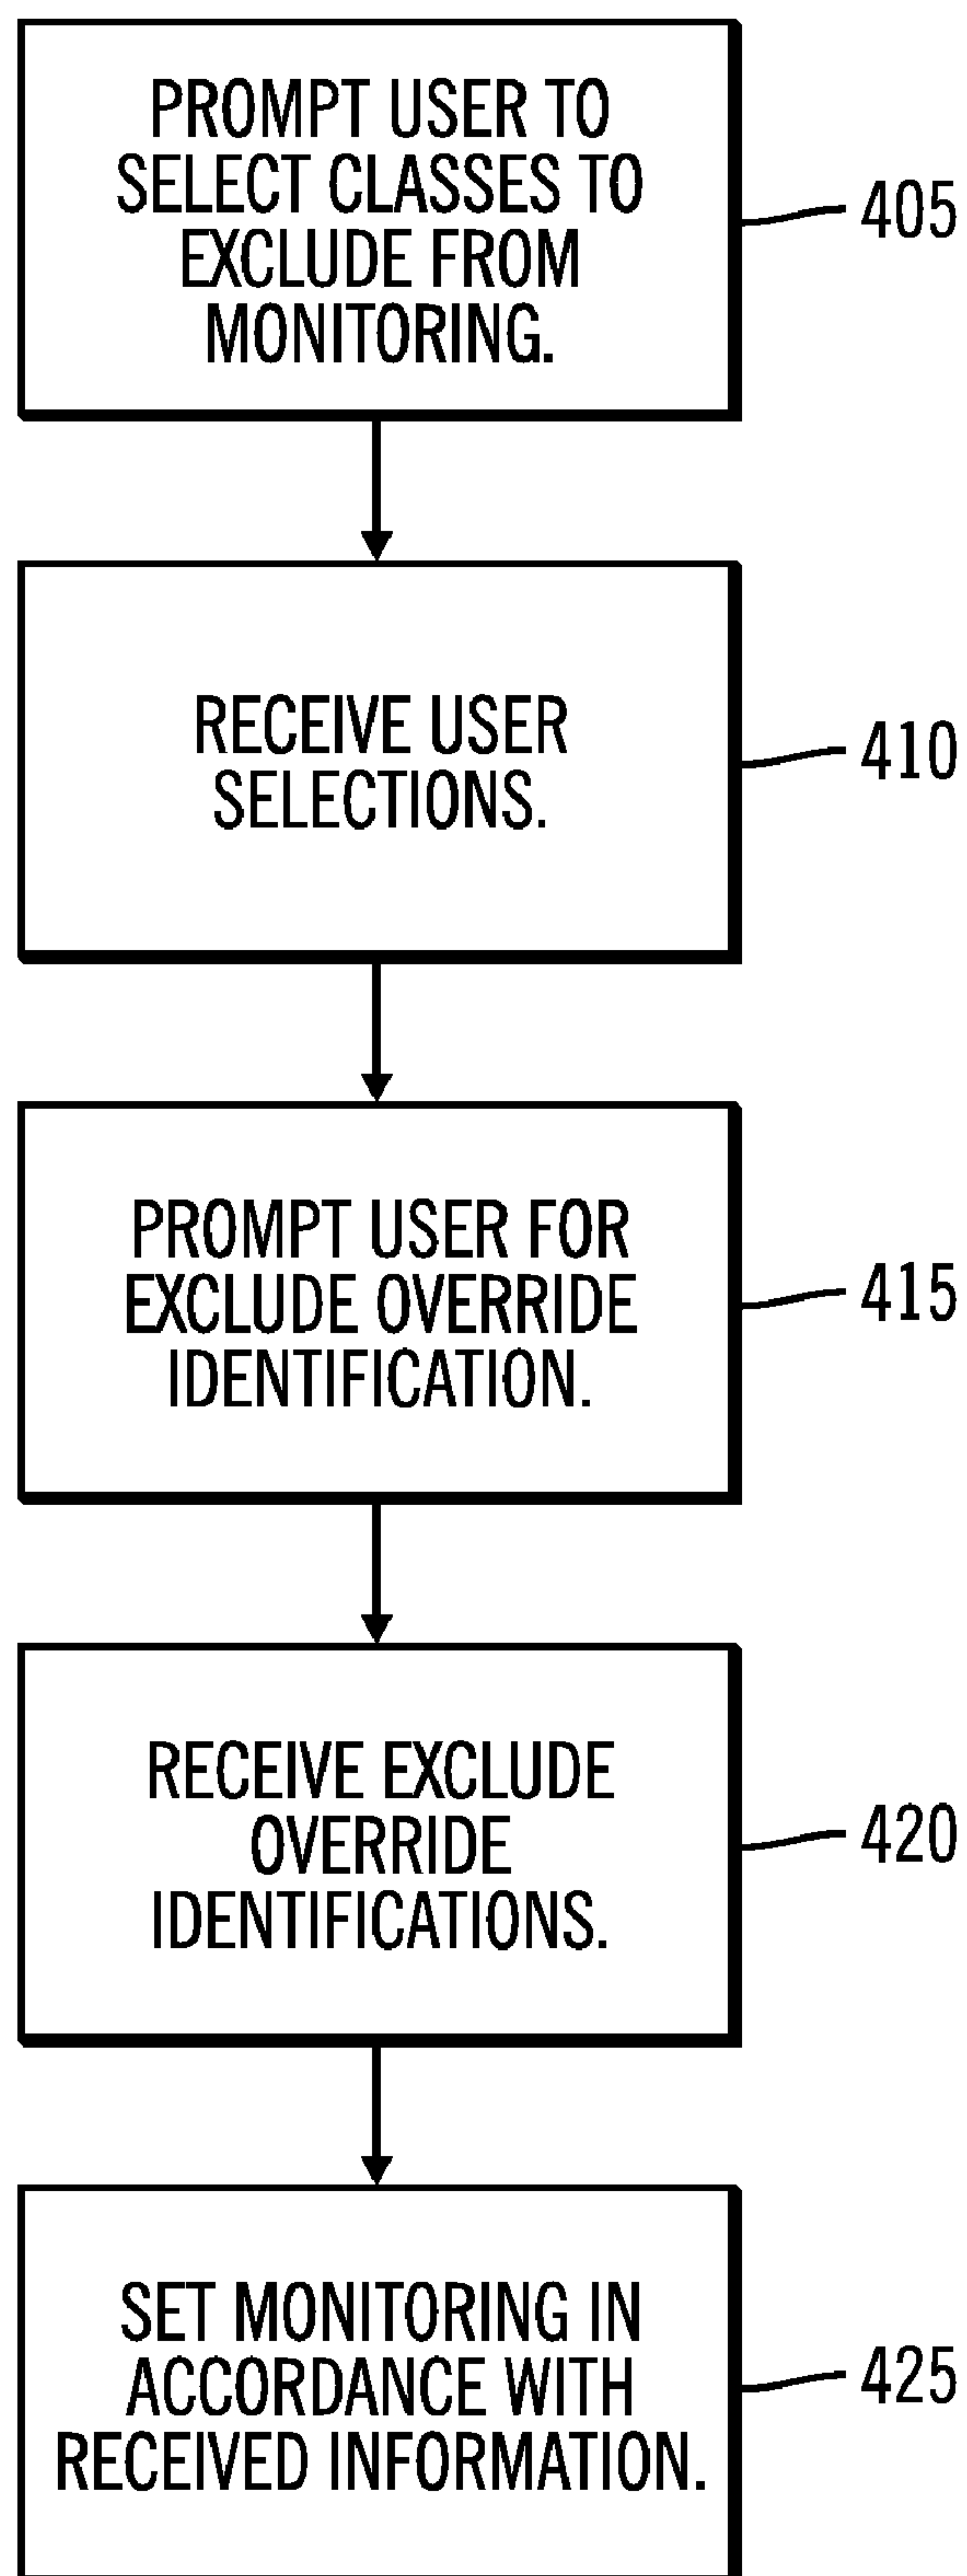 PROMPT USER TO
SELECT CLASSES TO
EXCLUDE FROM
MONITORING.
405
RECEIVE USER
SELECTIONS.
410
PROMPT USER FOR
EXCLUDE OVERRIDE
IDENTIFICATION.
415
RECEIVE EXCLUDE
OVERRIDE
IDENTIFICATIONS.
420
SET MONITORING IN
ACCORDANCE WITH
RECEIVED INFORMATION.
425